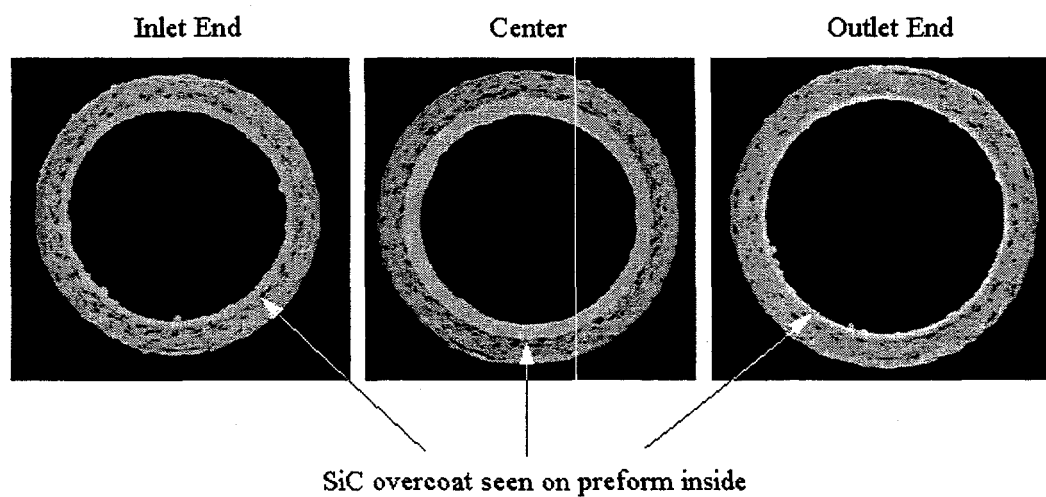 Inlet End
Center
Outlet End
SiC overcoat seen on preform inside